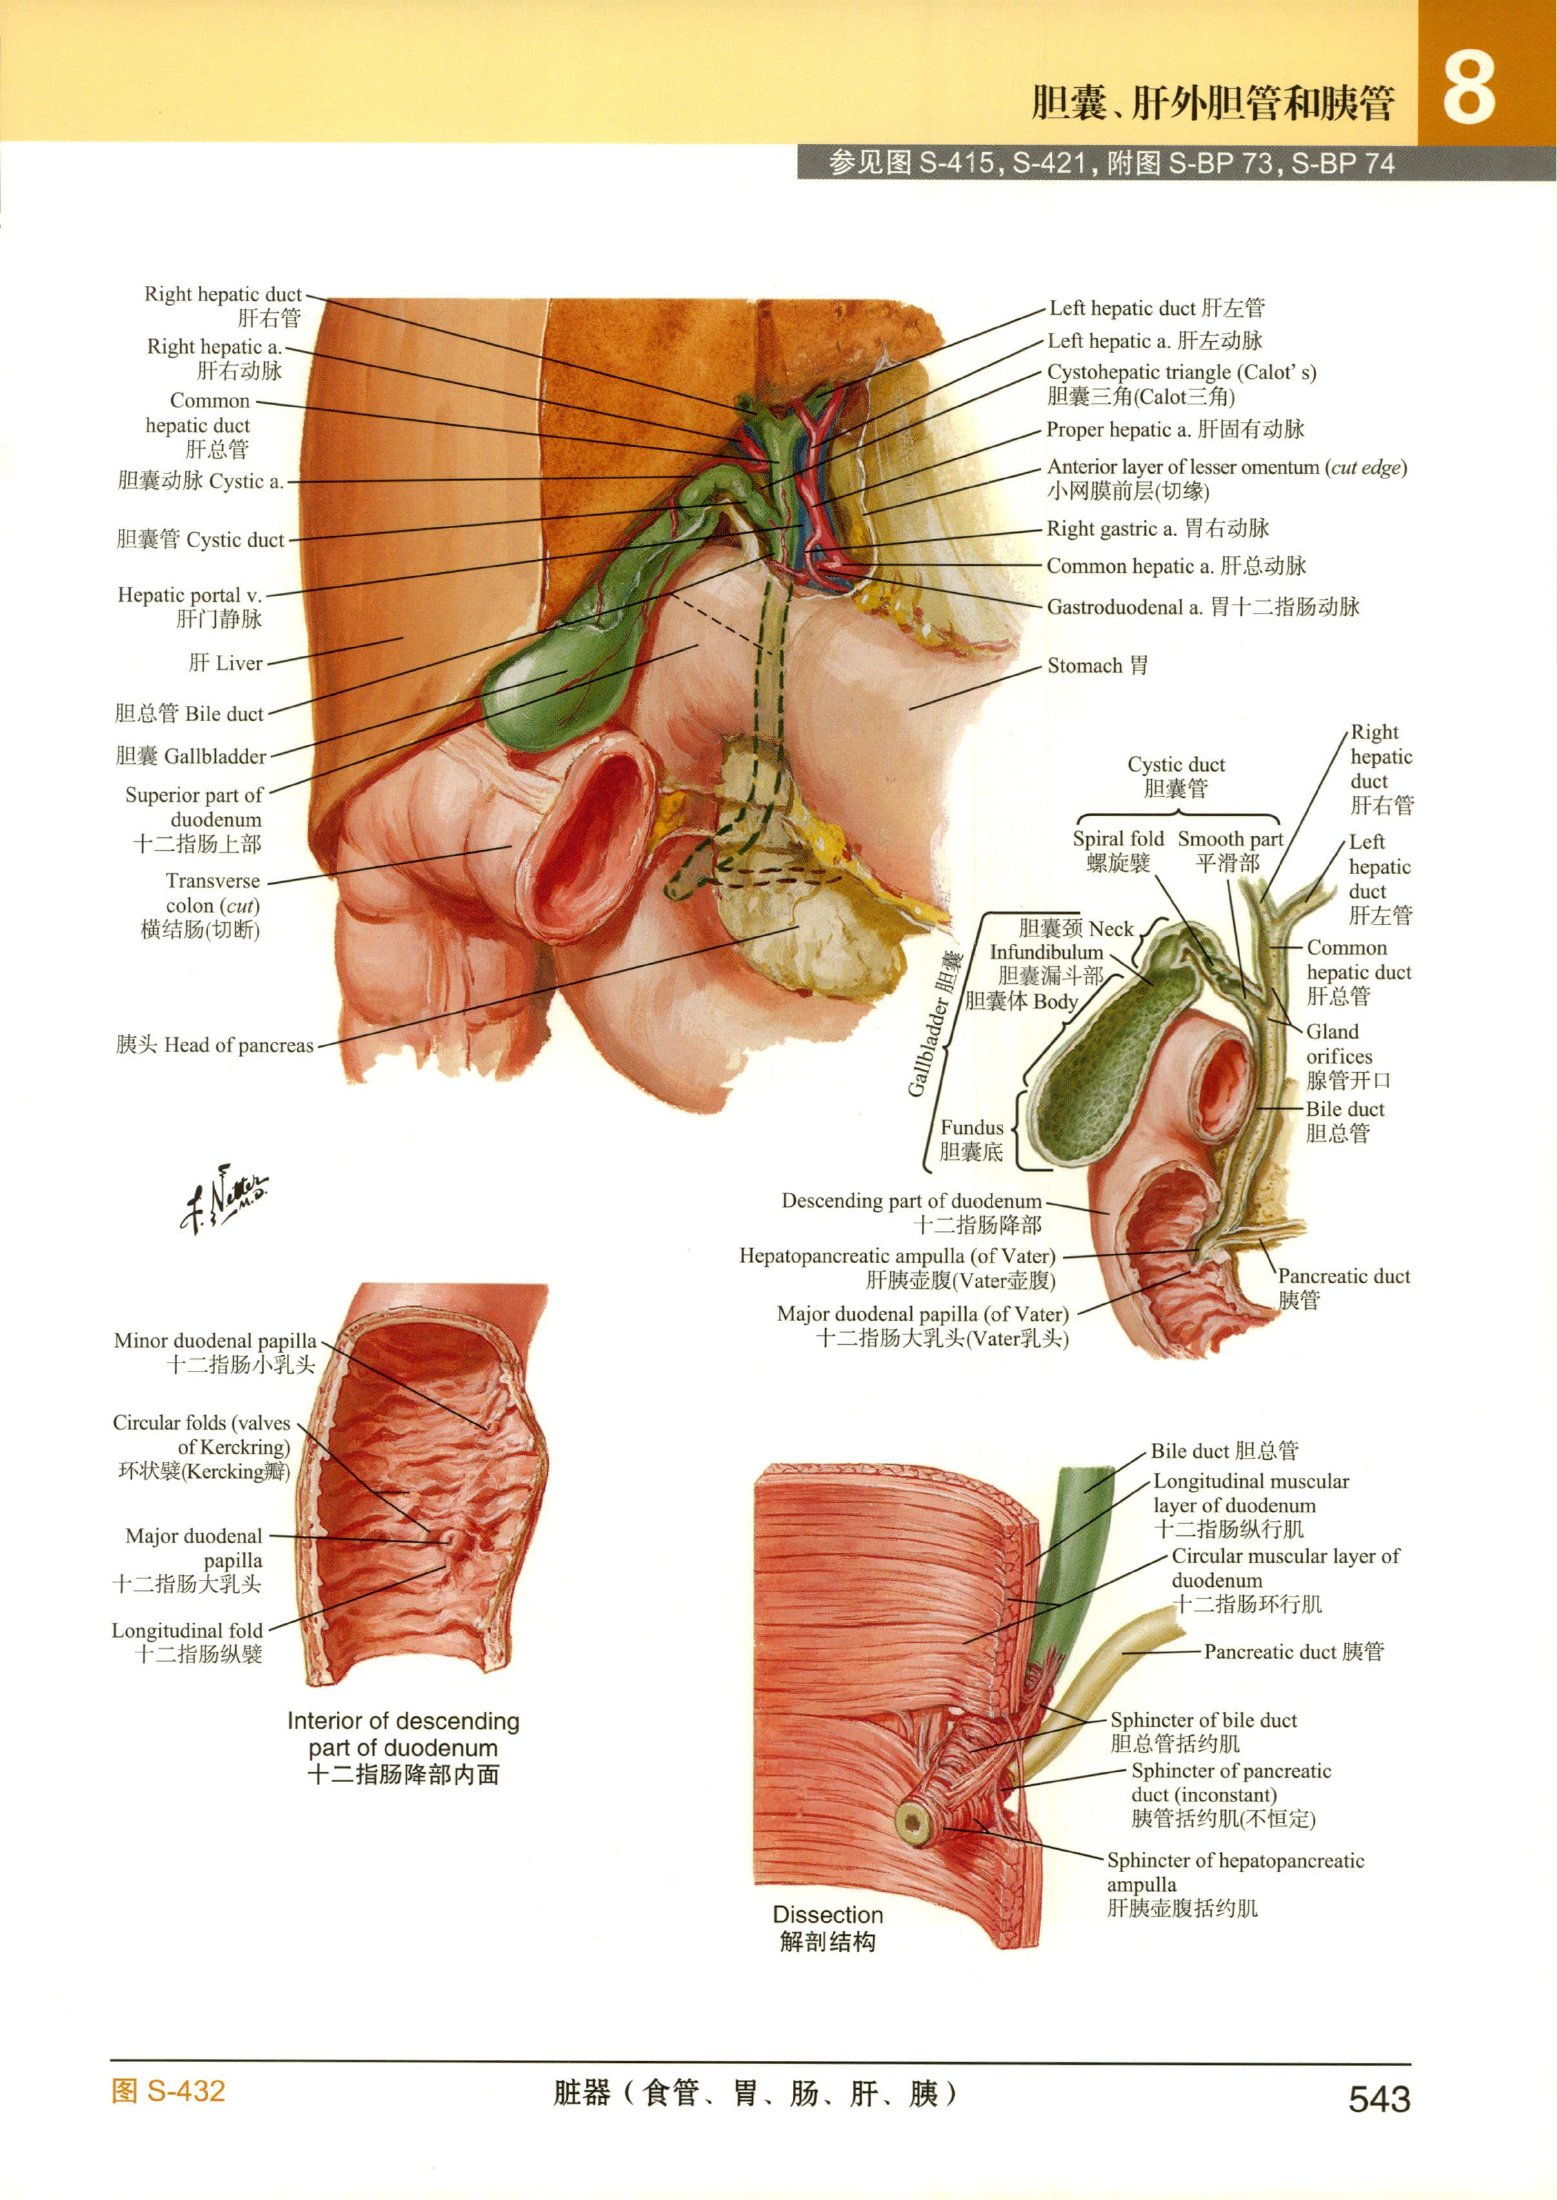 胆囊、肝外胆管和胰管
8
参见图 S-415, S-421, 附图 S-BP 73, S-BP 74
Right hepatic duct
肝右管
Right hepatic a.
肝右动脉
Common
hepatic duct
肝总管
胆囊动脉 Cystic a.
胆囊管 Cystic duct
Hepatic portal v.
肝门静脉
肝 Liver
胆总管 Bile duct
胆囊 Gallbladder
Superior part of
duodenum
十二指肠上部
Transverse
colon (cut)
横结肠(切断)
胰头 Head of pancreas
Left hepatic duct 肝左管
Left hepatic a. 肝左动脉
Cystohepatic triangle (Calot' s)
胆囊三角(Calot三角)
Proper hepatic a. 肝固有动脉
Anterior layer of lesser omentum (cut edge)
小网膜前层(切缘)
Right gastric a. 胃右动脉
Common hepatic a. 肝总动脉
Gastroduodenal a. 胃十二指肠动脉
Stomach 胃
Cystic duct
胆囊管
Spiral fold
螺旋襞
Smooth part
平滑部
Right
hepatic
duct
肝右管
Left
hepatic
duct
肝左管
Common
hepatic duct
肝总管
Gland
orifices
腺管开口
Bile duct
胆总管
胆囊颈 Neck
Infundibulum
胆囊漏斗部
胆囊体 Body
Gallbladder 胆囊
Fundus
胆囊底
Descending part of duodenum
十二指肠降部
Hepatopancreatic ampulla (of Vater)
肝胰壶腹(Vater壶腹)
Major duodenal papilla (of Vater)
十二指肠大乳头(Vater乳头)
Pancreatic duct
胰管
F. Netter
M.D.
Minor duodenal papilla
十二指肠小乳头
Circular folds (valves
of Kerckring)
环状襞(Kercking瓣)
Major duodenal
papilla
十二指肠大乳头
Longitudinal fold
十二指肠纵襞
Interior of descending
part of duodenum
十二指肠降部内面
Bile duct 胆总管
Longitudinal muscular
layer of duodenum
十二指肠纵行肌
Circular muscular layer of
duodenum
十二指肠环行肌
Pancreatic duct 胰管
Sphincter of bile duct
胆总管括约肌
Sphincter of pancreatic
duct (inconstant)
胰管括约肌(不恒定)
Sphincter of hepatopancreatic
ampulla
肝胰壶腹括约肌
Dissection
解剖结构
图 S-432
脏器（食管、胃、肠、肝、胰）
543